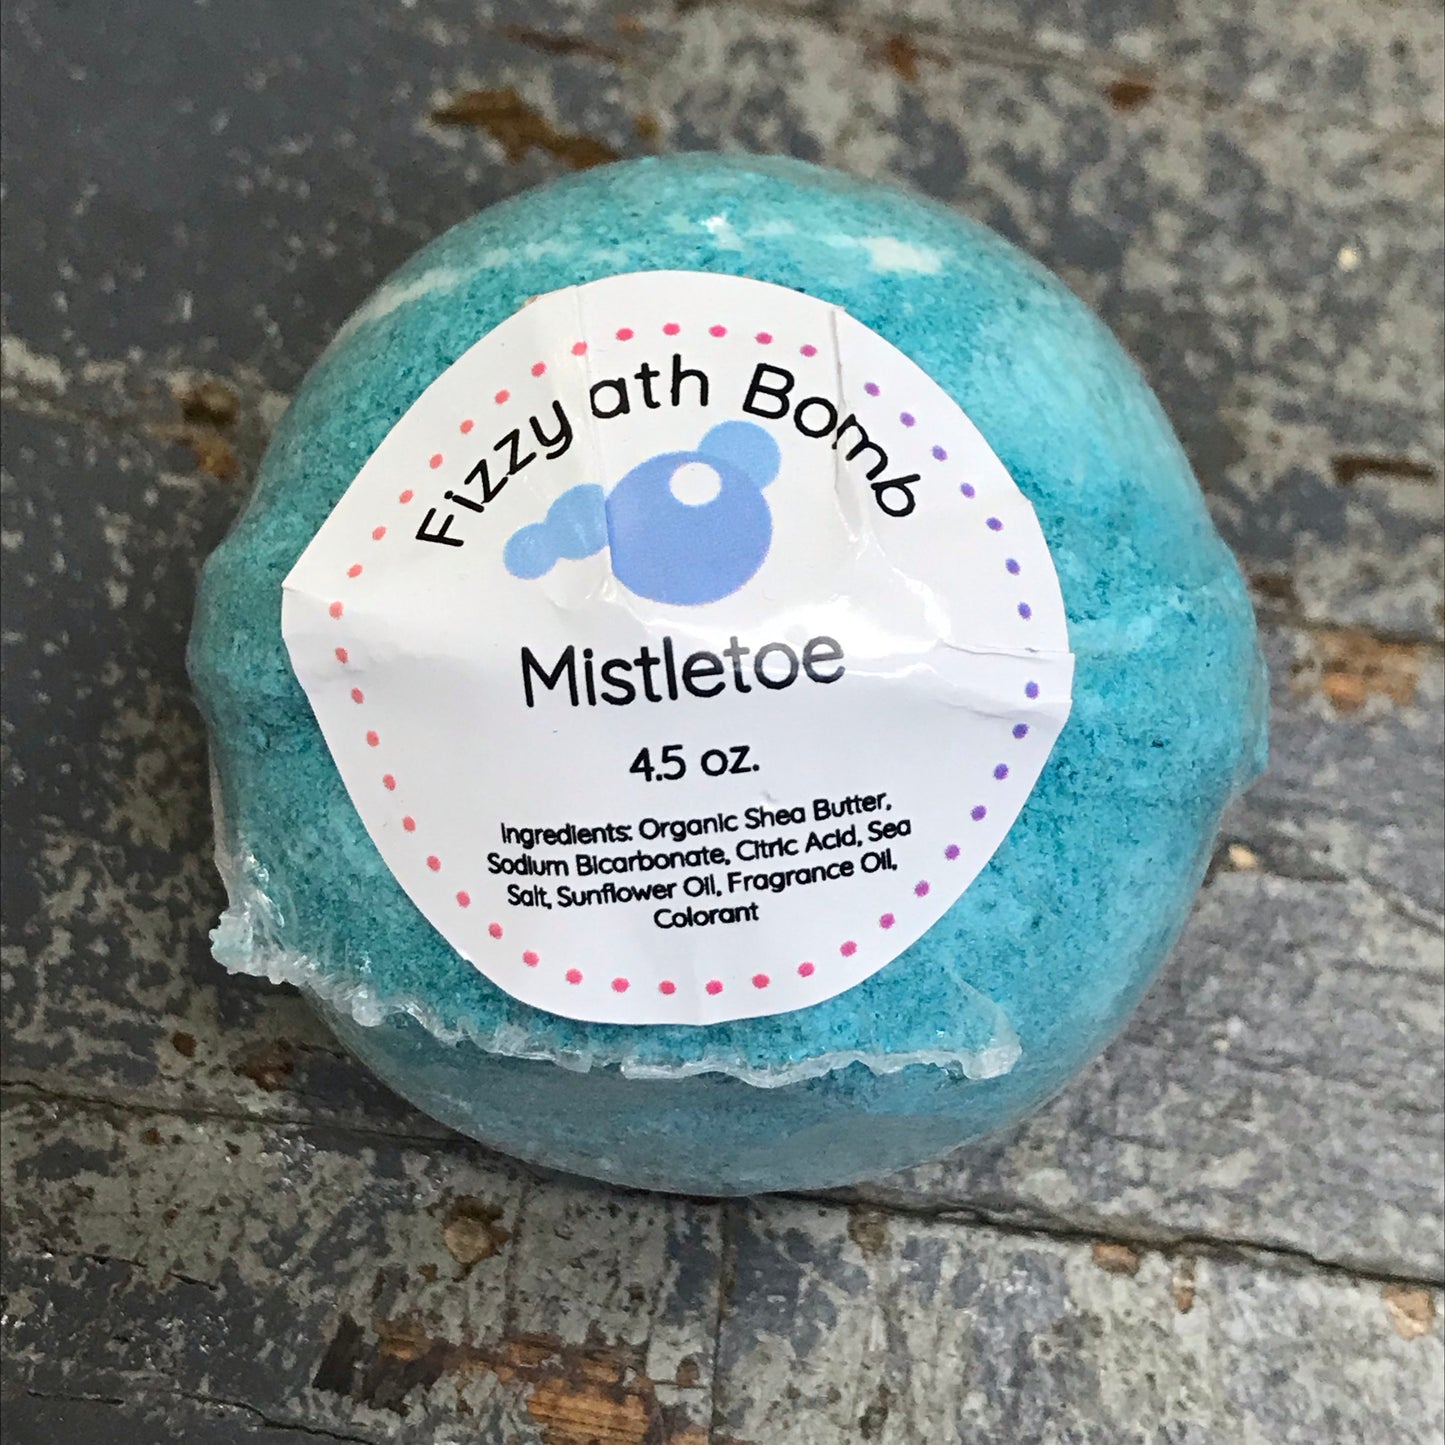 Fizzy ath Bomb
Mistletoe
4.5 oz.
Ingredients: Organic Shea Butter,
Sodium Bicarbonate, Citric Acid, Sea
Salt, Sunflower Oil, Fragrance Oil,
Colorant